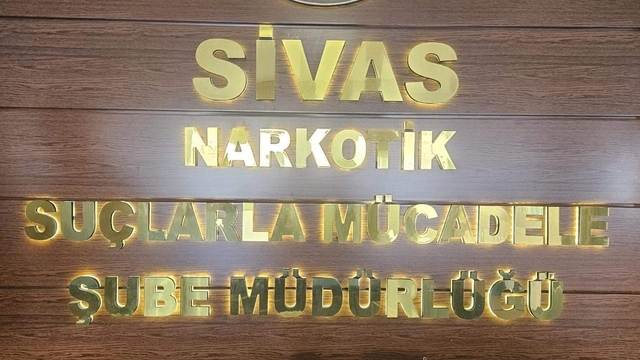 SİVAS
NARKOTİK
SUÇLARLA MÜCADELE
ŞUBE MÜDÜRLÜĞÜ